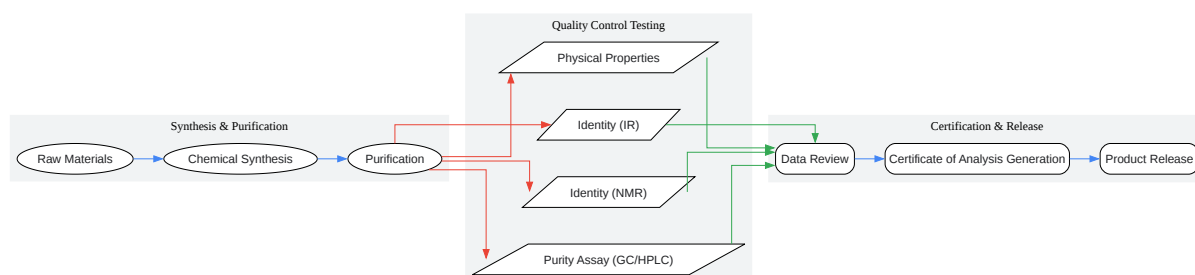 Quality Control Testing
Physical Properties
Synthesis & Purification
Identity (IR)
Certification & Release
Raw Materials
Chemical Synthesis
Purification
Data Review
Certificate of Analysis Generation
Product Release
Identity (NMR)
Purity Assay (GC/HPLC)